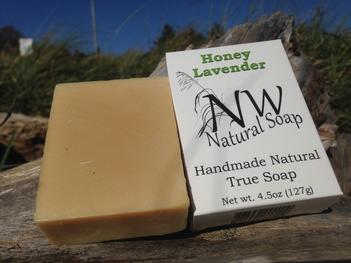 Honey
Lavender
NW
Natural Soap
Handmade Natural
True Soap
Net wt. 4.5oz (127g)